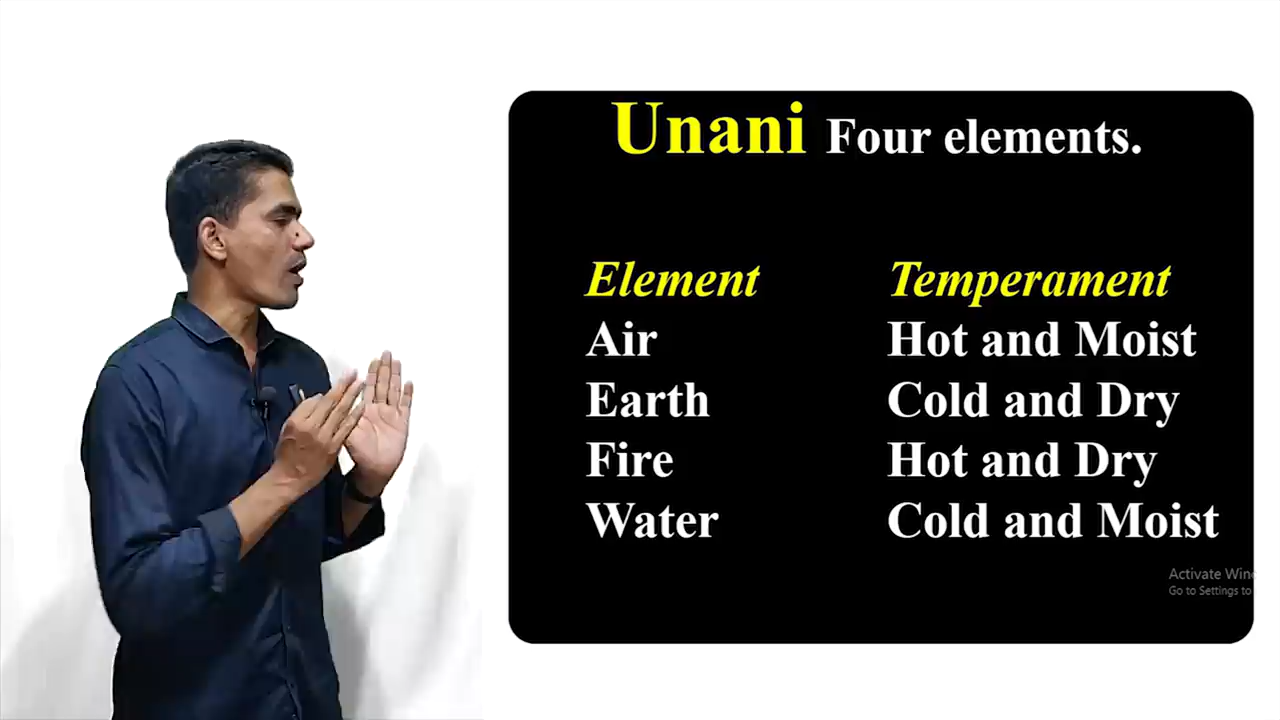 Unani Four elements.
Element Temperament
Air Hot and Moist
Earth Cold and Dry
Fire Hot and Dry
Water Cold and Moist
Activate Win
Go to Settings to